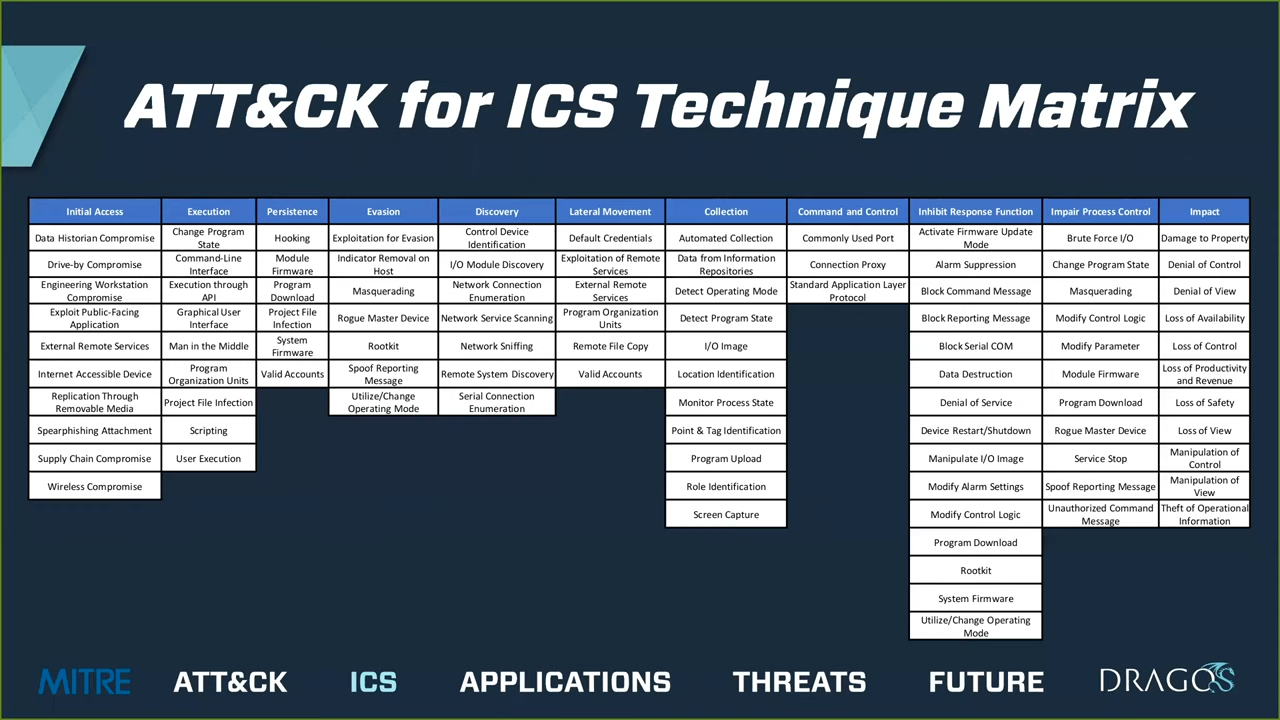 ATT&CK for ICS Technique Matrix
Initial Access
Data Historian Compromise
Drive-by Compromise
Engineering Workstation
Compromise
Exploit Public-Facing
Application
External Remote Services
Internet Accessible Device
Replication Through
Removable Media
Spearphishing Attachment
Supply Chain Compromise
Wireless Compromise
Execution
Change Program
State
Command-Line
Interface
Execution through
API
Graphical User
Interface
Man in the Middle
Program
Organization Units
Project File Infection
Scripting
User Execution
Persistence
Hooking
Module
Firmware
Program
Download
Project File
Infection
System
Firmware
Valid Accounts
Evasion
Exploitation for Evasion
Indicator Removal on
Host
Masquerading
Rogue Master Device
Rootkit
Spoof Reporting
Message
Utilize/Change
Operating Mode
Discovery
Control Device
Identification
I/O Module Discovery
Network Connection
Enumeration
Network Service Scanning
Network Sniffing
Remote System Discovery
Serial Connection
Enumeration
Lateral Movement
Default Credentials
Exploitation of Remote
Services
External Remote
Services
Program Organization
Units
Remote File Copy
Valid Accounts
Collection
Automated Collection
Data from Information
Repositories
Detect Operating Mode
Detect Program State
I/O Image
Location Identification
Monitor Process State
Point & Tag Identification
Program Upload
Role Identification
Screen Capture
Command and Control
Commonly Used Port
Connection Proxy
Standard Application Layer
Protocol
Inhibit Response Function
Activate Firmware Update
Mode
Alarm Suppression
Block Command Message
Block Reporting Message
Block Serial COM
Data Destruction
Denial of Service
Device Restart/Shutdown
Manipulate I/O Image
Modify Alarm Settings
Modify Control Logic
Program Download
Rootkit
System Firmware
Utilize/Change Operating
Mode
Impair Process Control
Brute Force I/O
Change Program State
Masquerading
Modify Control Logic
Modify Parameter
Module Firmware
Program Download
Rogue Master Device
Service Stop
Spoof Reporting Message
Unauthorized Command
Message
Impact
Damage to Property
Denial of Control
Denial of View
Loss of Availability
Loss of Control
Loss of Productivity
and Revenue
Loss of Safety
Loss of View
Manipulation of
Control
Manipulation of
View
Theft of Operational
Information
MITRE ATT&CK ICS APPLICATIONS THREATS FUTURE DRAGOS